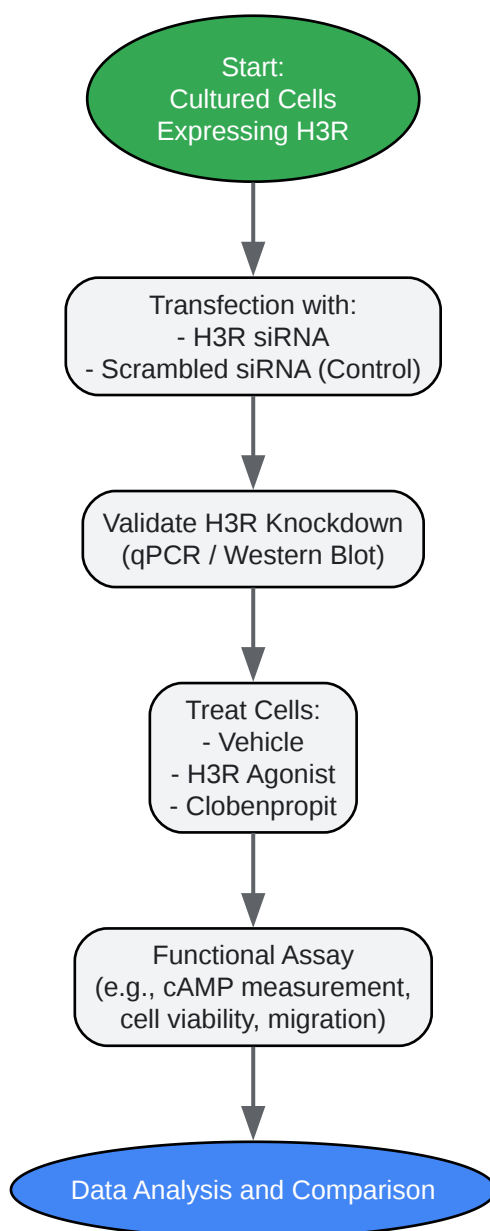 Start:
Cultured Cells
Expressing H3R
Transfection with:
- H3R siRNA
- Scrambled siRNA (Control)
Validate H3R Knockdown
(qPCR / Western Blot)
Treat Cells:
- Vehicle
- H3R Agonist
- Clobenpropit
Functional Assay
(e.g., cAMP measurement,
cell viability, migration)
Data Analysis and Comparison